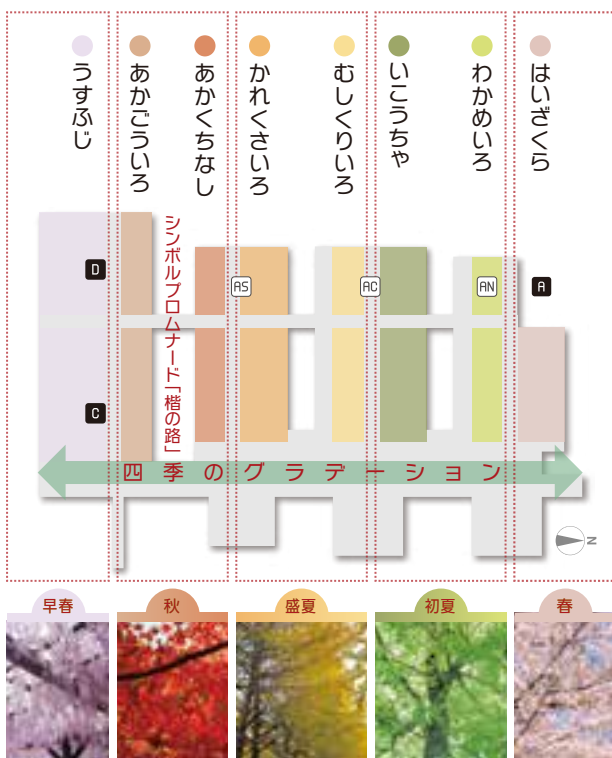 うすふじ
あかごういろ
あかくちなし
かれくさいろ
むしくりいろ
いこうちゃ
わかめいろ
はいざくら
シンボルプロムナード「楷の路」
D
AS
AC
AN
A
C
四季のグラデーション
N
早春
秋
盛夏
初夏
春